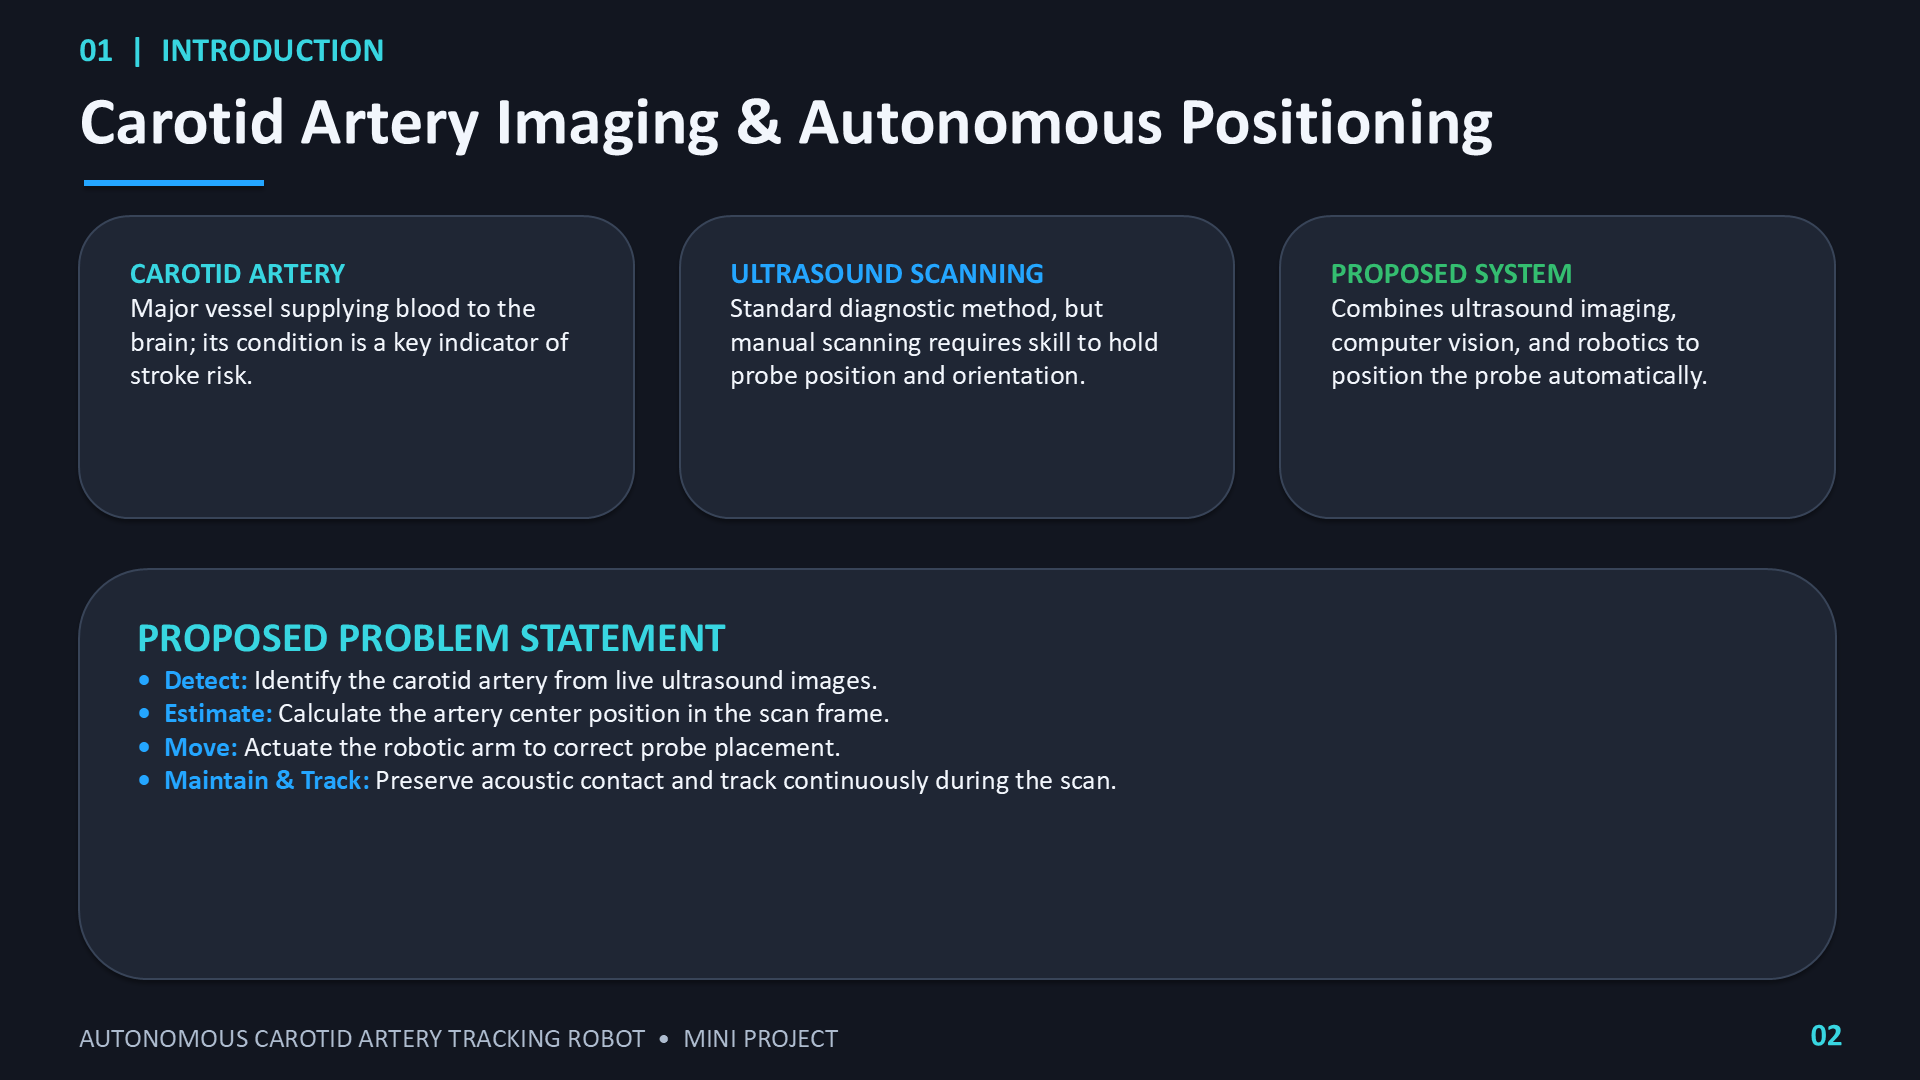 01 | INTRODUCTION
Carotid Artery Imaging & Autonomous Positioning
CAROTID ARTERY
Major vessel supplying blood to the
brain; its condition is a key indicator of
stroke risk.
ULTRASOUND SCANNING
Standard diagnostic method, but
manual scanning requires skill to hold
probe position and orientation.
PROPOSED SYSTEM
Combines ultrasound imaging,
computer vision, and robotics to
position the probe automatically.
PROPOSED PROBLEM STATEMENT
• Detect: Identify the carotid artery from live ultrasound images.
• Estimate: Calculate the artery center position in the scan frame.
• Move: Actuate the robotic arm to correct probe placement.
• Maintain & Track: Preserve acoustic contact and track continuously during the scan.
AUTONOMOUS CAROTID ARTERY TRACKING ROBOT • MINI PROJECT
02